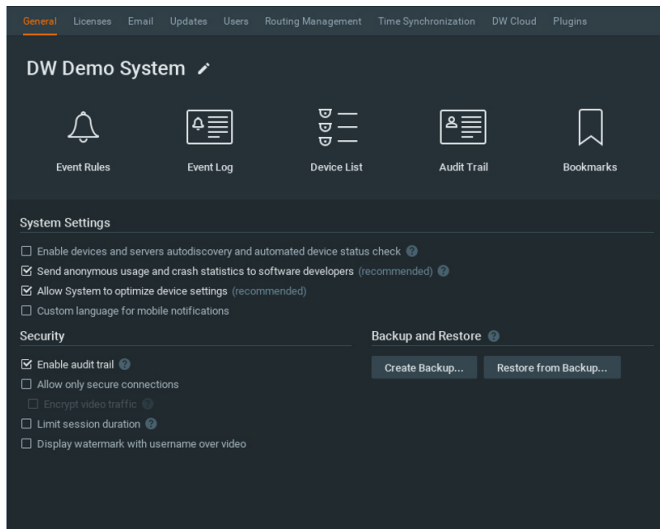 General Licenses Email Updates Users Routing Management Time Synchronization DW Cloud Plugins
DW Demo System
Event Rules Event Log Device List Audit Trail Bookmarks
System Settings
Enable devices and servers autodiscovery and automated device status check ?
Send anonymous usage and crash statistics to software developers (recommended) ?
Allow System to optimize device settings (recommended)
Custom language for mobile notifications
Security Backup and Restore ?
Enable audit trail ?
Create Backup... Restore from Backup...
Allow only secure connections
Encrypt video traffic ?
Limit session duration ?
Display watermark with username over video